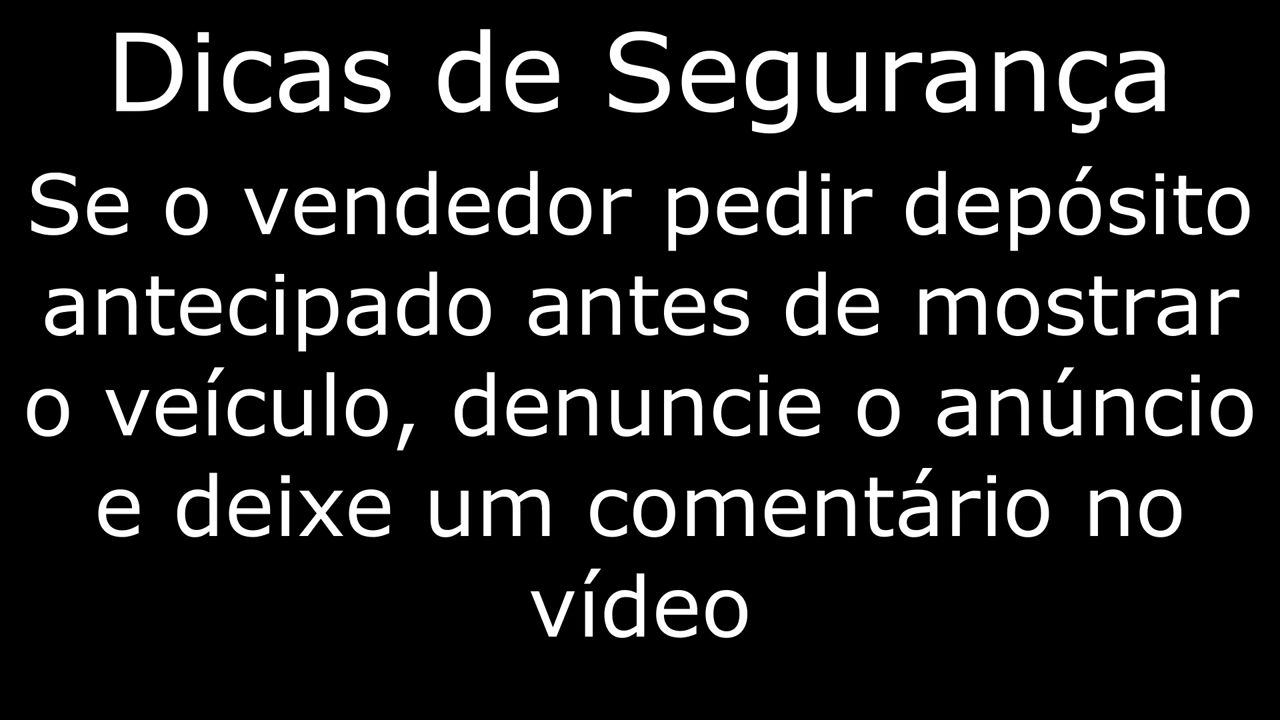 Dicas de Segurança
Se o vendedor pedir depósito
antecipado antes de mostrar
o veículo, denuncie o anúncio
e deixe um comentário no
vídeo